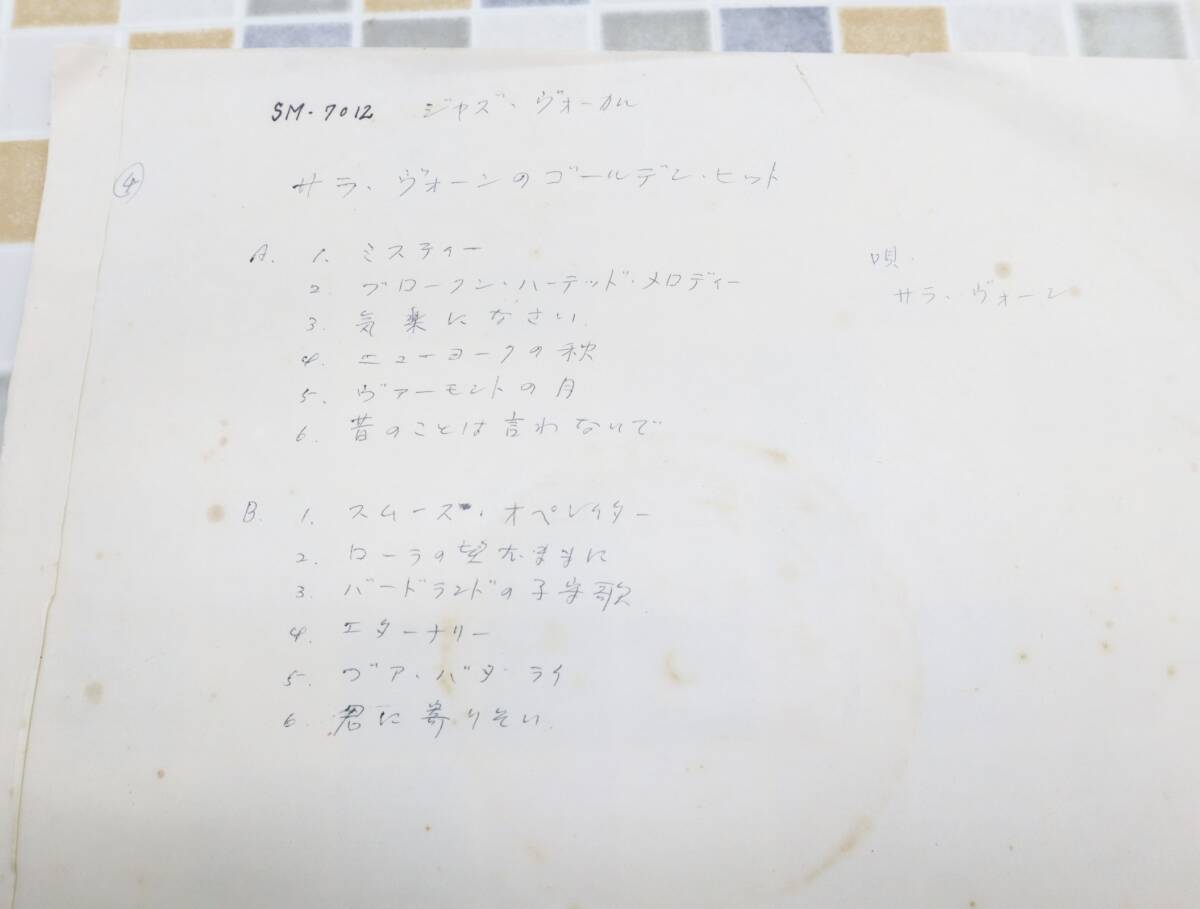 SM-7012 ジャズ・ヴォーカル
④
サラ・ヴォーンのゴールデン・ヒット
A. 1. ミスティー
2. ブロークン・ハーテッド・メロディー
3. 気楽になさい
4. ニューヨークの秋
5. ヴァーモントの月
6. 昔のことは言わないで
唄.
サラ・ヴォーン
B. 1. スムース・オペレイター
2. ローラの望むままに
3. バードランドの子守歌
4. エターナリー
5. ヴア・バダ・ライ
6. 君に寄りそい